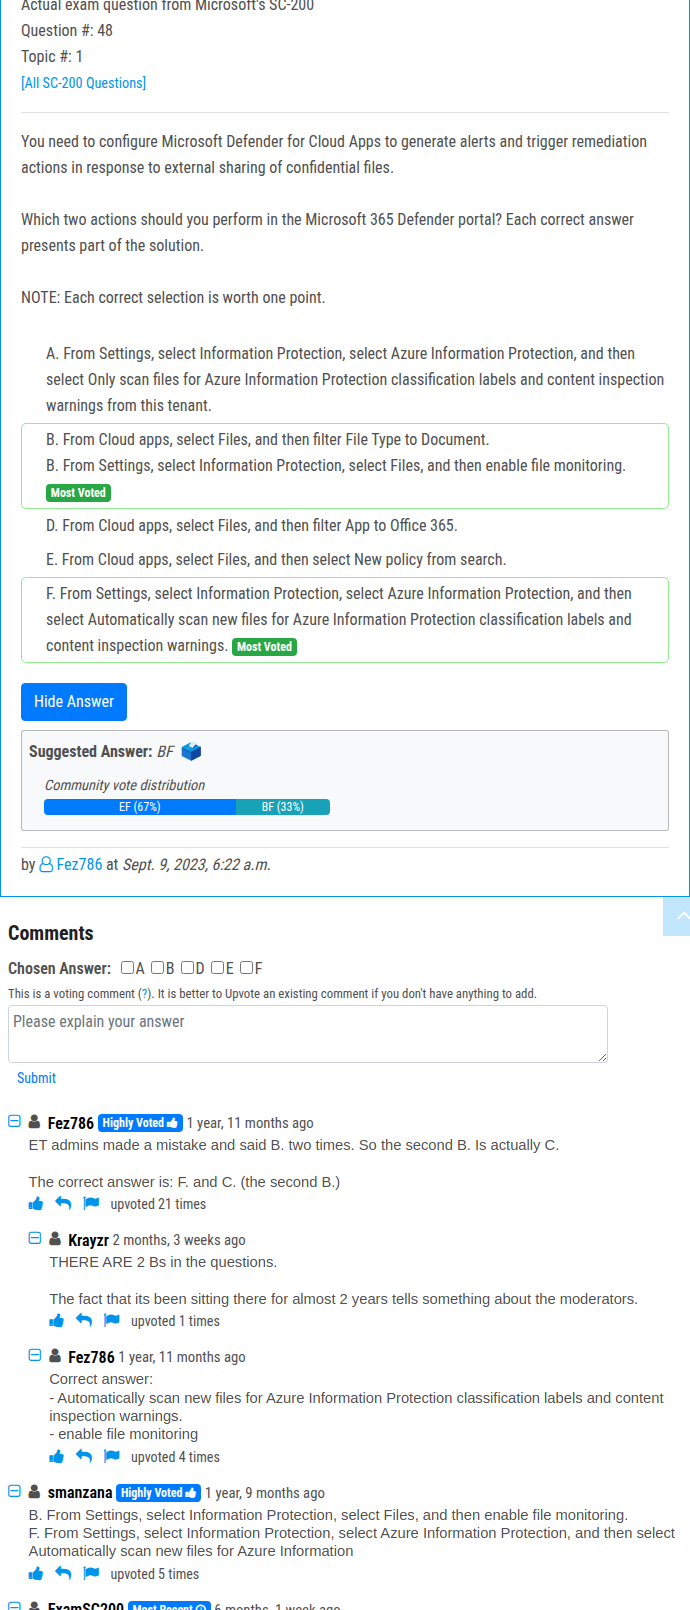 Actual exam question from Microsoft's SC-200
Question #: 48
Topic #: 1
[All SC-200 Questions]
You need to configure Microsoft Defender for Cloud Apps to generate alerts and trigger remediation
actions in response to external sharing of confidential files.
Which two actions should you perform in the Microsoft 365 Defender portal? Each correct answer
presents part of the solution.
NOTE: Each correct selection is worth one point.
A. From Settings, select Information Protection, select Azure Information Protection, and then
select Only scan files for Azure Information Protection classification labels and content inspection
warnings from this tenant.
B. From Cloud apps, select Files, and then filter File Type to Document.
B. From Settings, select Information Protection, select Files, and then enable file monitoring.
Most Voted
D. From Cloud apps, select Files, and then filter App to Office 365.
E. From Cloud apps, select Files, and then select New policy from search.
F. From Settings, select Information Protection, select Azure Information Protection, and then
select Automatically scan new files for Azure Information Protection classification labels and
content inspection warnings. Most Voted
Hide Answer
Suggested Answer: BF
Community vote distribution
EF (67%) BF (33%)
by Fez786 at Sept. 9, 2023, 6:22 a.m.
Comments
Chosen Answer: A B D E F
This is a voting comment (?). It is better to Upvote an existing comment if you don't have anything to add.
Please explain your answer
Submit
Fez786 Highly Voted 1 year, 11 months ago
ET admins made a mistake and said B. two times. So the second B. Is actually C.
The correct answer is: F. and C. (the second B.)
upvoted 21 times
Krayzr 2 months, 3 weeks ago
THERE ARE 2 Bs in the questions.
The fact that its been sitting there for almost 2 years tells something about the moderators.
upvoted 1 times
Fez786 1 year, 11 months ago
Correct answer:
- Automatically scan new files for Azure Information Protection classification labels and content
inspection warnings.
- enable file monitoring
upvoted 4 times
smanzana Highly Voted 1 year, 9 months ago
B. From Settings, select Information Protection, select Files, and then enable file monitoring.
F. From Settings, select Information Protection, select Azure Information Protection, and then select
Automatically scan new files for Azure Information
upvoted 5 times
ExamSC200 Most Recent 6 months, 1 week ago